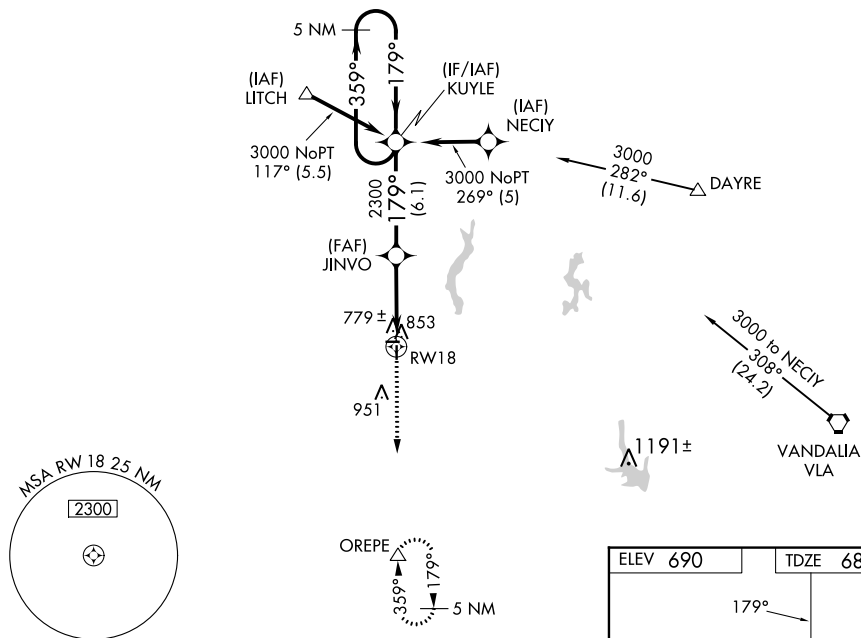 5 NM
359°
179°
(IAF)
LITCH
(IF/IAF)
KUYLE
(IAF)
NECIY
3000 NoPT
117° (5.5)
3000 NoPT
269° (5)
3000
282°
(11.6)
DAYRE
2300
179°
(6.1)
(FAF)
JINVO
779 ±
853
RW18
951
3000 to NECIY
308°
(24.2)
VANDALIA
VLA
1191±
MSA RW 18 25 NM
2300
OREPE
359°
179°
5 NM
ELEV 690
TDZE 68
179°